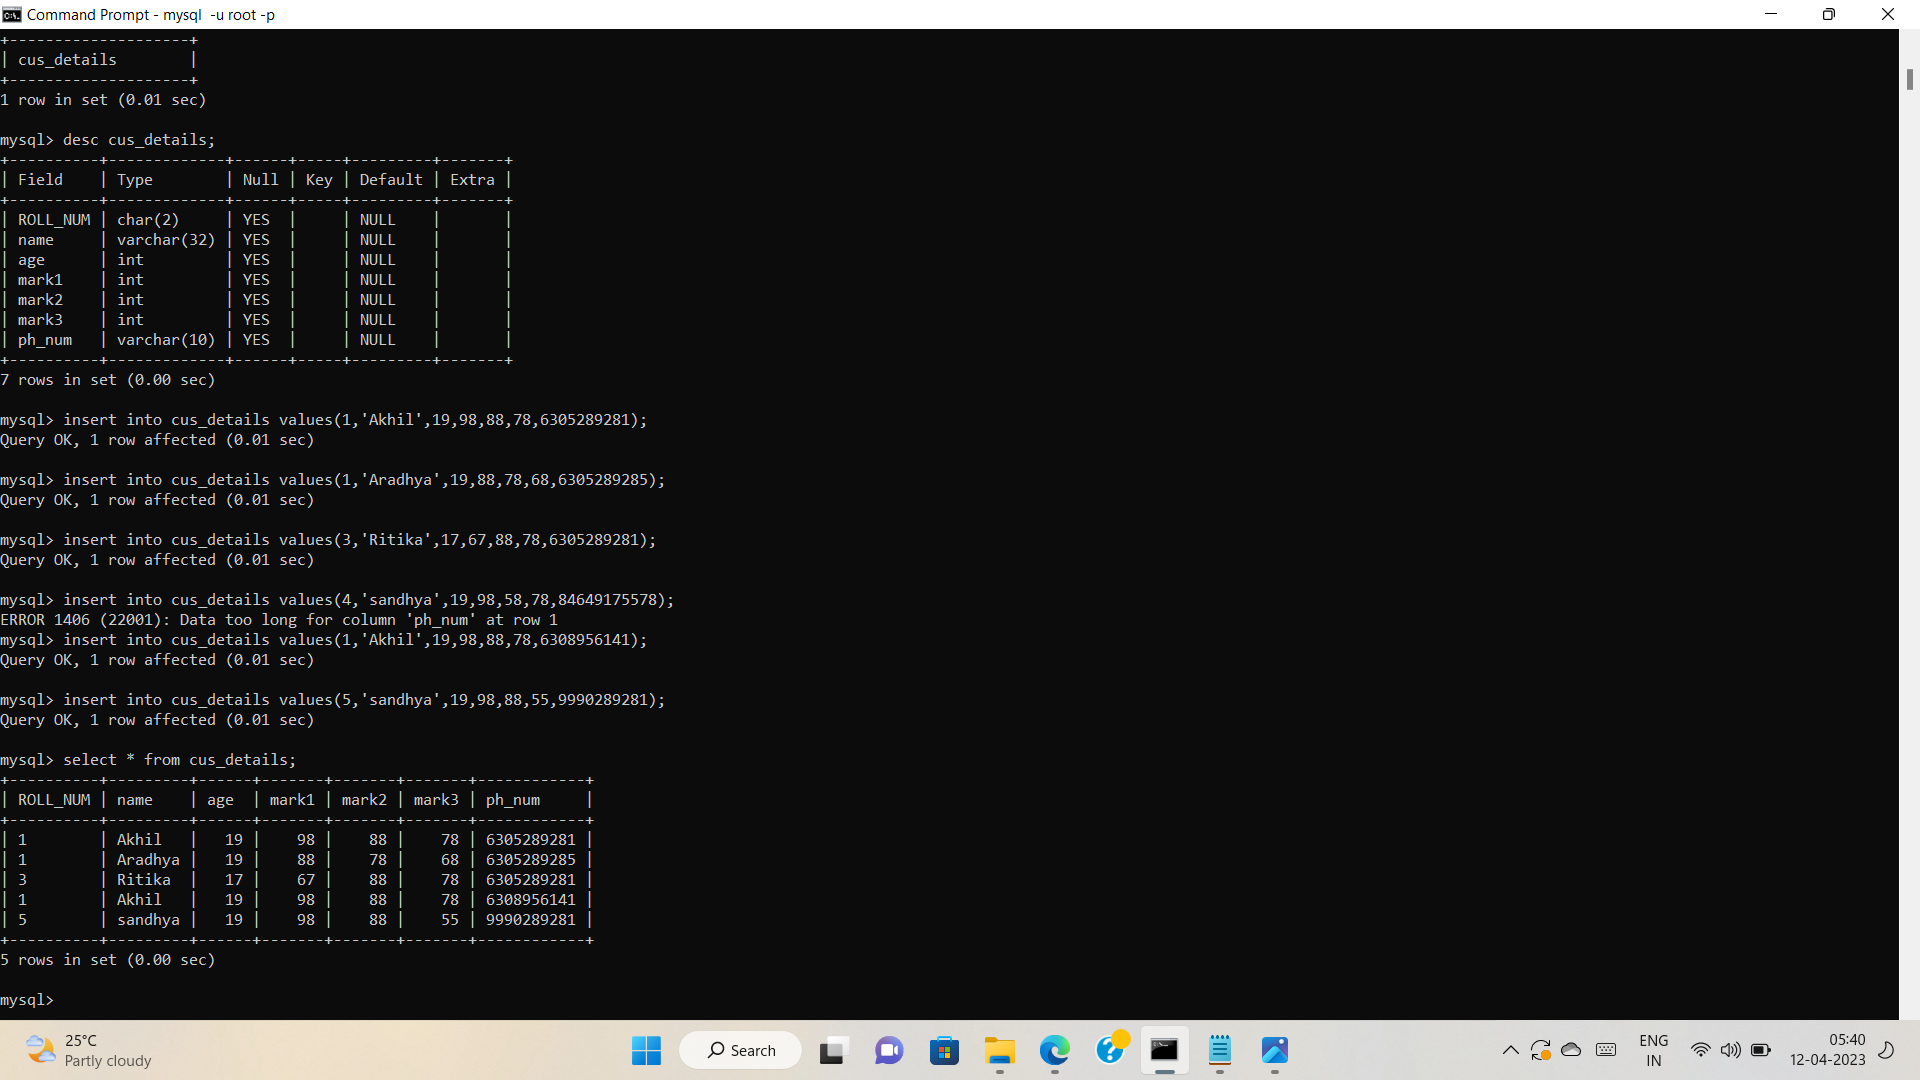 Command Prompt - mysql  -u root -p
+--------------------+
| cus_details        |
+--------------------+
1 row in set (0.01 sec)

mysql> desc cus_details;
+----------+-------------+------+-----+---------+-------+
| Field    | Type        | Null | Key | Default | Extra |
+----------+-------------+------+-----+---------+-------+
| ROLL_NUM | char(2)     | YES  |     | NULL    |       |
| name     | varchar(32) | YES  |     | NULL    |       |
| age      | int         | YES  |     | NULL    |       |
| mark1    | int         | YES  |     | NULL    |       |
| mark2    | int         | YES  |     | NULL    |       |
| mark3    | int         | YES  |     | NULL    |       |
| ph_num   | varchar(10) | YES  |     | NULL    |       |
+----------+-------------+------+-----+---------+-------+
7 rows in set (0.00 sec)

mysql> insert into cus_details values(1,'Akhil',19,98,88,78,6305289281);
Query OK, 1 row affected (0.01 sec)

mysql> insert into cus_details values(1,'Aradhya',19,88,78,68,6305289285);
Query OK, 1 row affected (0.01 sec)

mysql> insert into cus_details values(3,'Ritika',17,67,88,78,6305289281);
Query OK, 1 row affected (0.01 sec)

mysql> insert into cus_details values(4,'sandhya',19,98,58,78,84649175578);
ERROR 1406 (22001): Data too long for column 'ph_num' at row 1
mysql> insert into cus_details values(1,'Akhil',19,98,88,78,6308956141);
Query OK, 1 row affected (0.01 sec)

mysql> insert into cus_details values(5,'sandhya',19,98,88,55,9990289281);
Query OK, 1 row affected (0.01 sec)

mysql> select * from cus_details;
+----------+---------+------+-------+-------+-------+------------+
| ROLL_NUM | name    | age  | mark1 | mark2 | mark3 | ph_num     |
+----------+---------+------+-------+-------+-------+------------+
| 1        | Akhil   |   19 |    98 |    88 |    78 | 6305289281 |
| 1        | Aradhya |   19 |    88 |    78 |    68 | 6305289285 |
| 3        | Ritika  |   17 |    67 |    88 |    78 | 6305289281 |
| 1        | Akhil   |   19 |    98 |    88 |    78 | 6308956141 |
| 5        | sandhya |   19 |    98 |    88 |    55 | 9990289281 |
+----------+---------+------+-------+-------+-------+------------+
5 rows in set (0.00 sec)

mysql>
25°C
Partly cloudy
Search
ENG
IN
05:40
12-04-2023